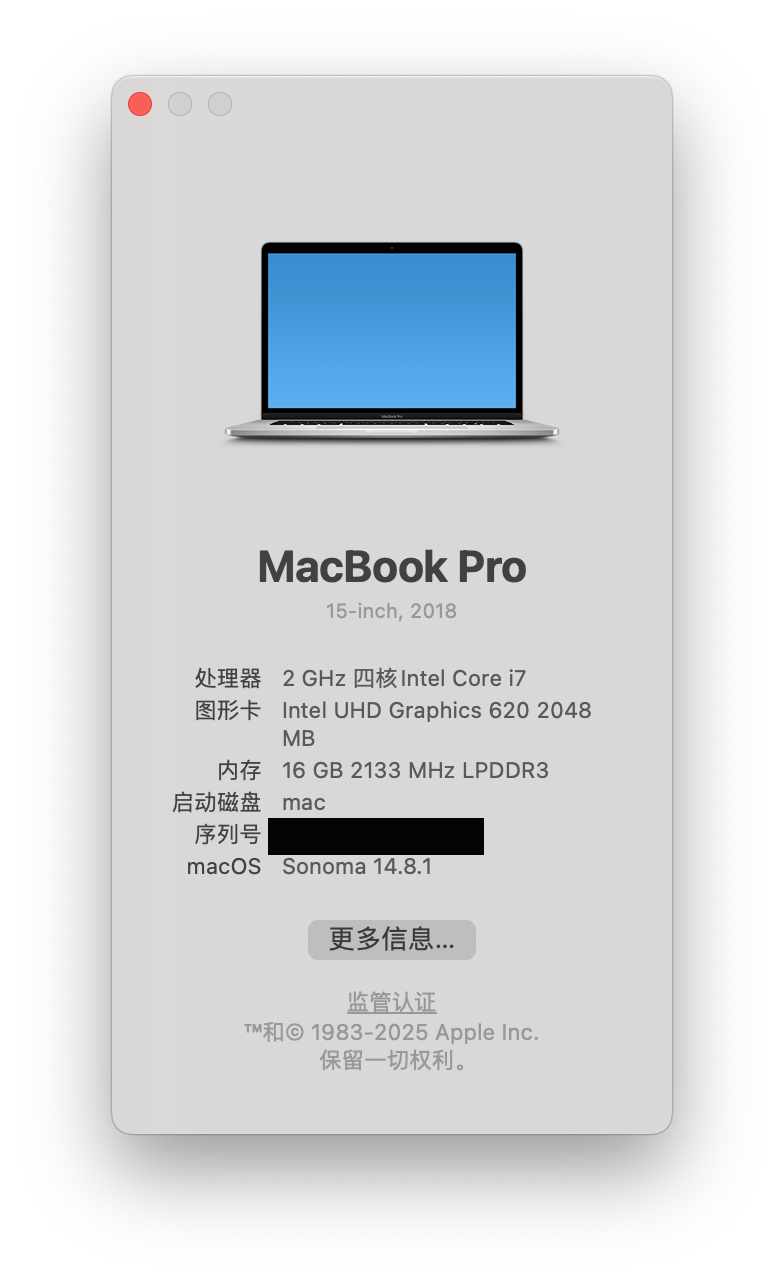 MacBook Pro
15-inch, 2018
处理器 2 GHz 四核Intel Core i7
图形卡 Intel UHD Graphics 620 2048
MB
内存 16 GB 2133 MHz LPDDR3
启动磁盘 mac
序列号
macOS Sonoma 14.8.1
更多信息...
监管认证
™和© 1983-2025 Apple Inc.
保留一切权利。